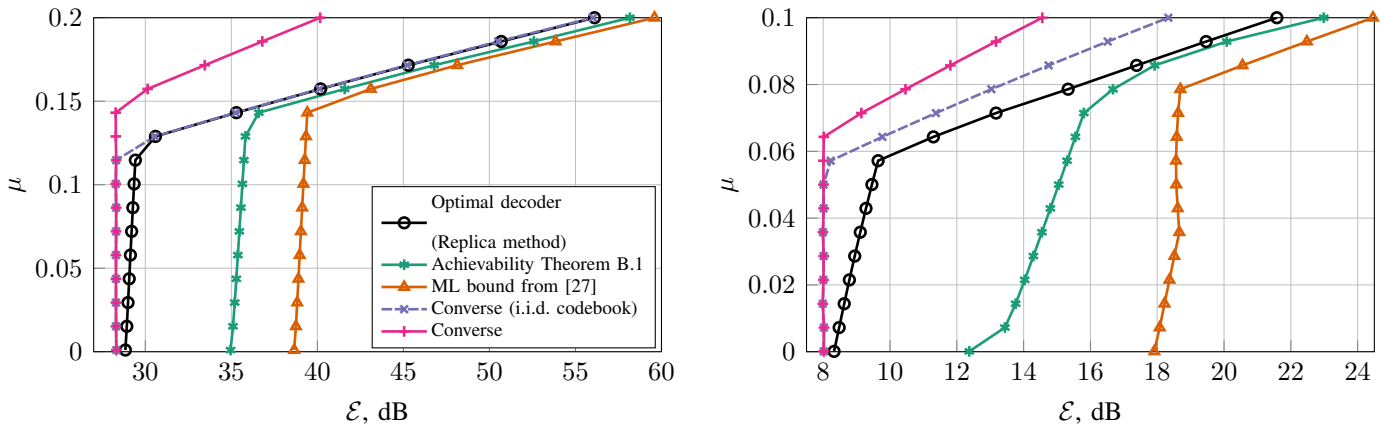 0.2
0.15
0.1
0.05
0
μ
30 35 40 45 50 55 60
ℰ, dB
Optimal decoder
(Replica method)
Achievability Theorem B.1
ML bound from [27]
Converse (i.i.d. codebook)
Converse
0.1
0.08
0.06
0.04
0.02
0
μ
8 10 12 14 16 18 20 22 24
ℰ, dB